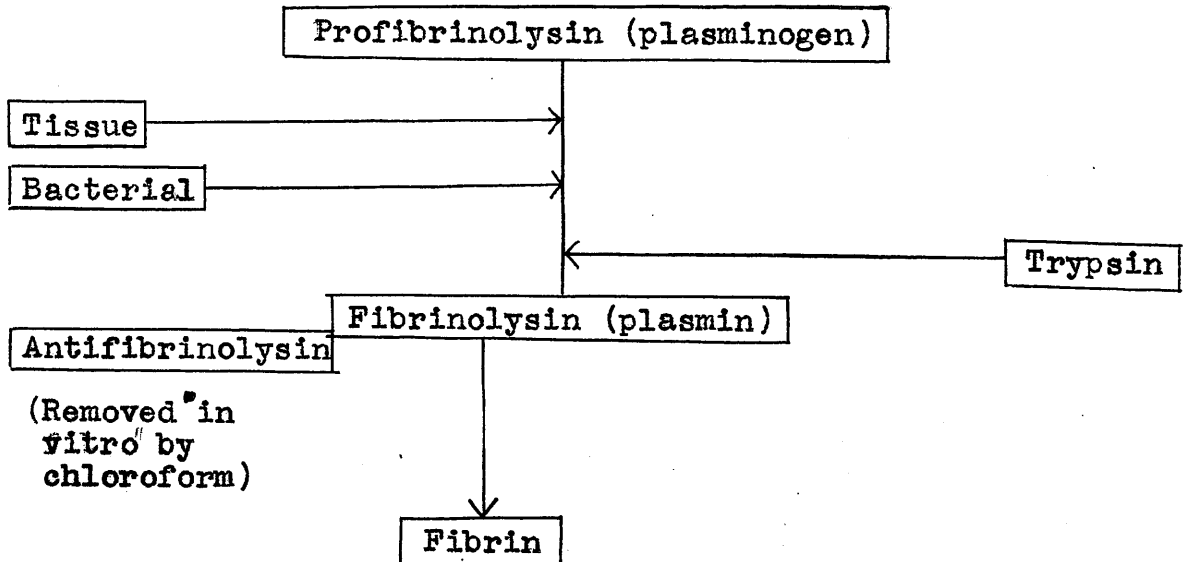 Profibrinolysin (plasminogen)
Tissue
Bacterial
Trypsin
Fibrinolysin (plasmin)
Antifibrinolysin
(Removed "in
vitro" by
chloroform)
Fibrin